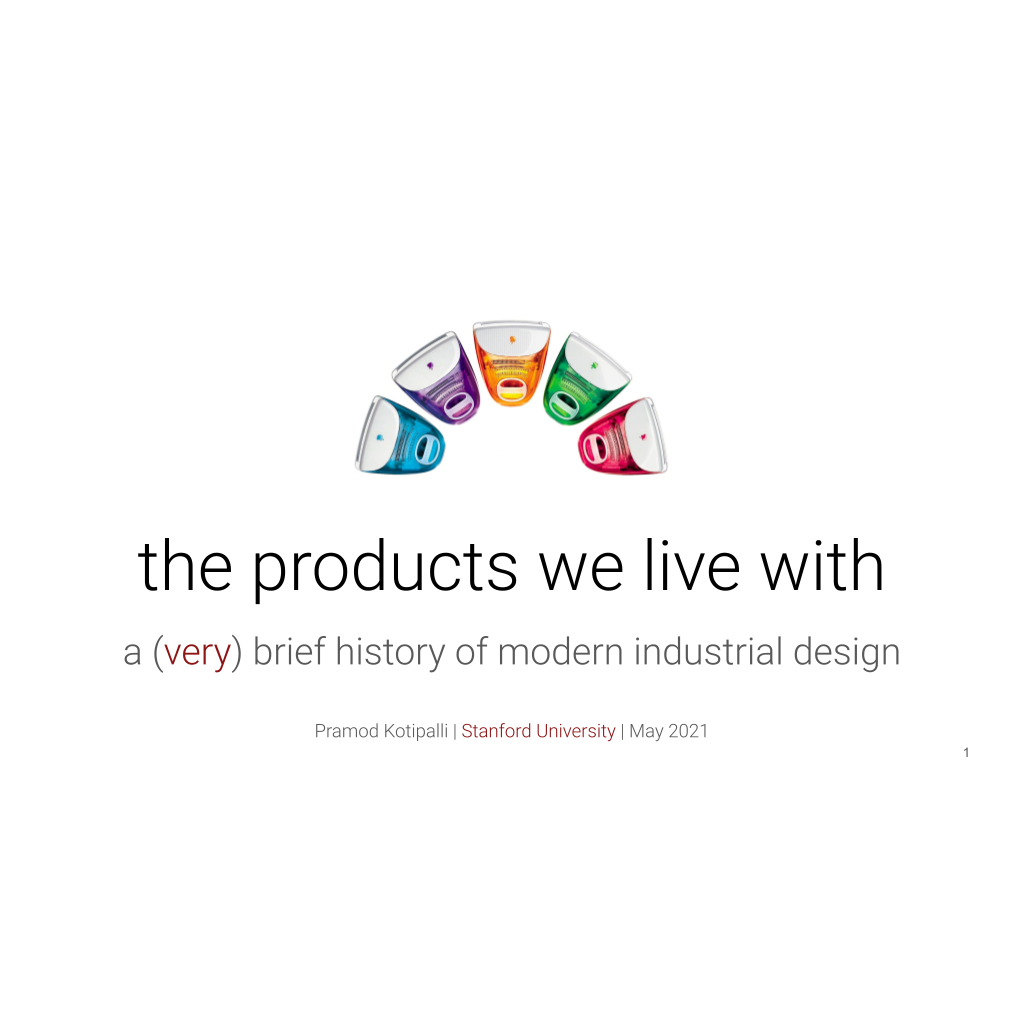 the products we live with
a (very) brief history of modern industrial design
Pramod Kotipalli | Stanford University | May 2021
1